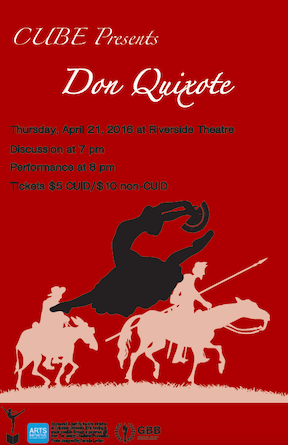 CUBE Presents
Don Quixote
Thursday, April 21, 2016 at Riverside Theatre
Discussion at 7 pm
Performance at 8 pm
Tickets $5 CUID/$10 non-CUID
ARTS
GBB